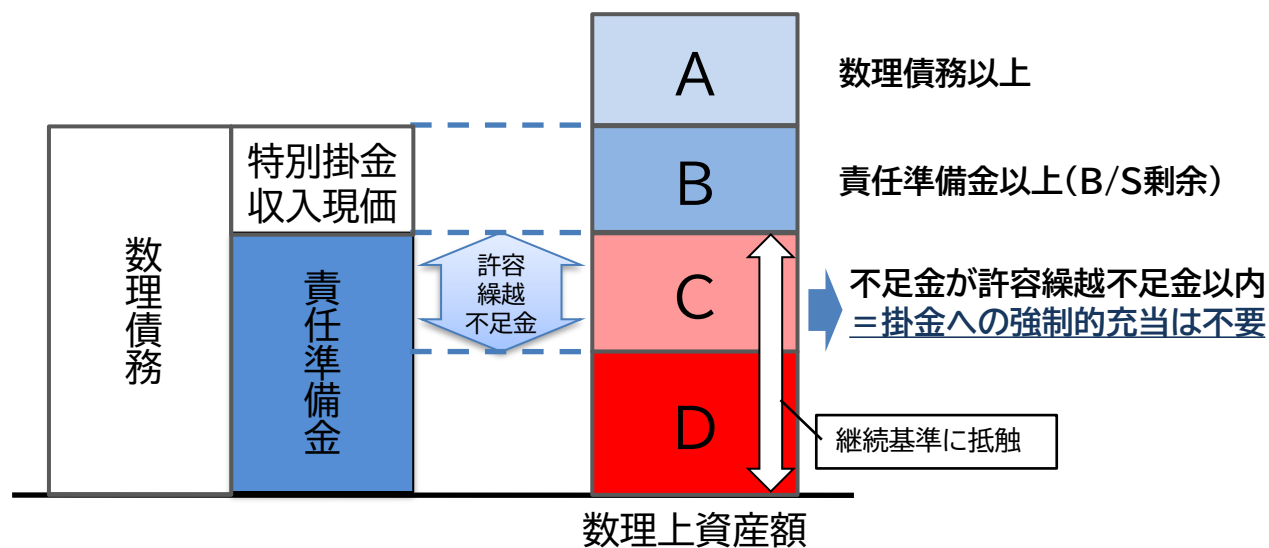 数理債務
特別掛金
収入現価
責任準備金
許容
繰越
不足金
A
B
C
D
数理債務以上
責任準備金以上(B/S剰余)
不足金が許容繰越不足金以内
=掛金への強制的充当は不要
継続基準に抵触
数理上資産額